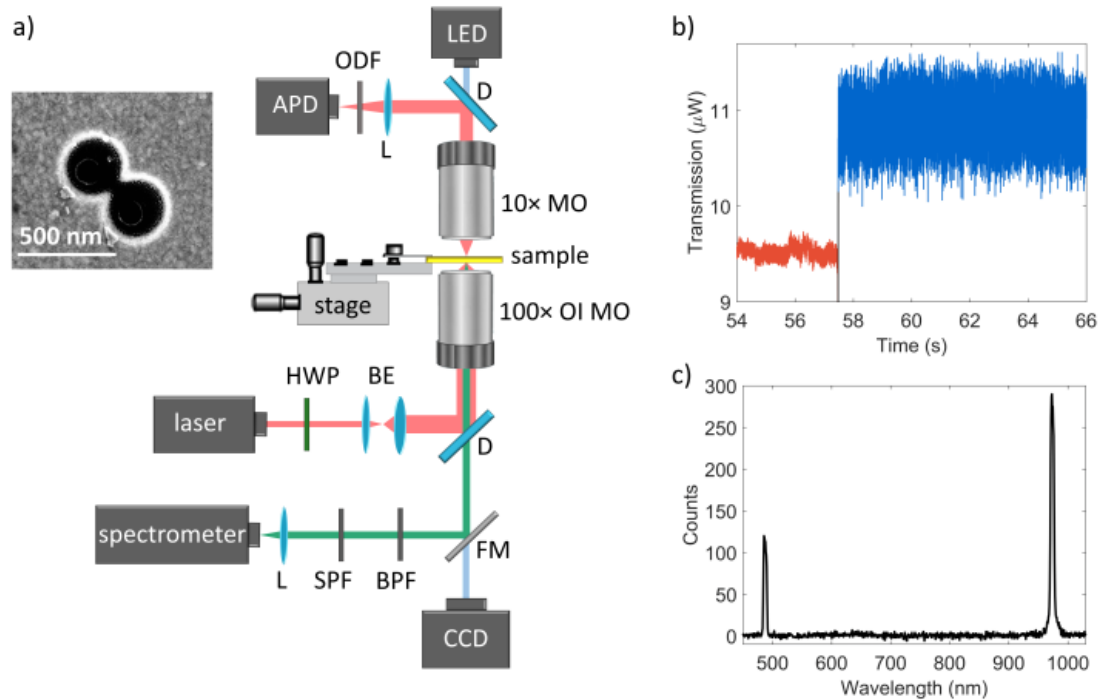 a)
LED
ODF
D
APD
L
10× MO
500 nm
sample
stage
100× OI MO
HWP
BE
laser
D
spectrometer
FM
L
SPF
BPF
CCD
b)
Transmission (μW)
11
10
9
54 56 58 60 62 64 66
Time (s)
c)
Counts
300
250
200
150
100
50
0
500 600 700 800 900 1000
Wavelength (nm)